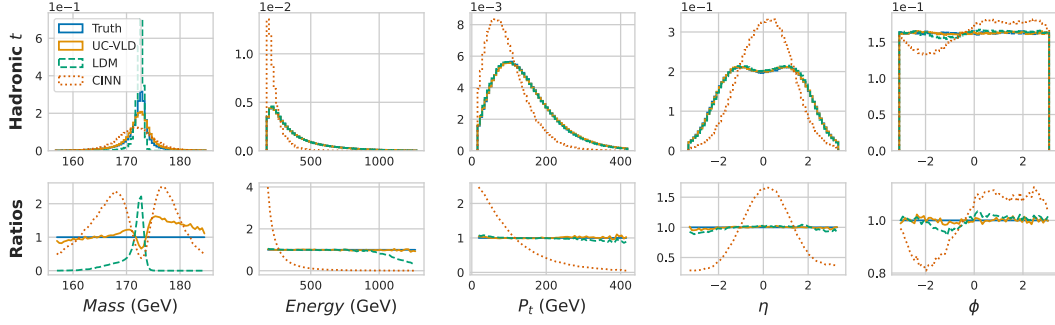 1e−1
1e−2
1e−3
1e−1
1e−1
Hadronic t
6
4
2
0
Truth
UC-VLD
LDM
CINN
1.0
0.5
0.0
8
6
4
2
0
3
2
1
0
1.5
1.0
0.5
0.0
160 170 180
500 1000
0 200 400
−2 0 2
−2 0 2
Ratios
2
1
0
4
2
0
2
1
0
1.5
1.0
0.5
1.0
0.8
160 170 180
500 1000
0 200 400
−2 0 2
−2 0 2
Mass (GeV)
Energy (GeV)
Pt (GeV)
η
ϕ